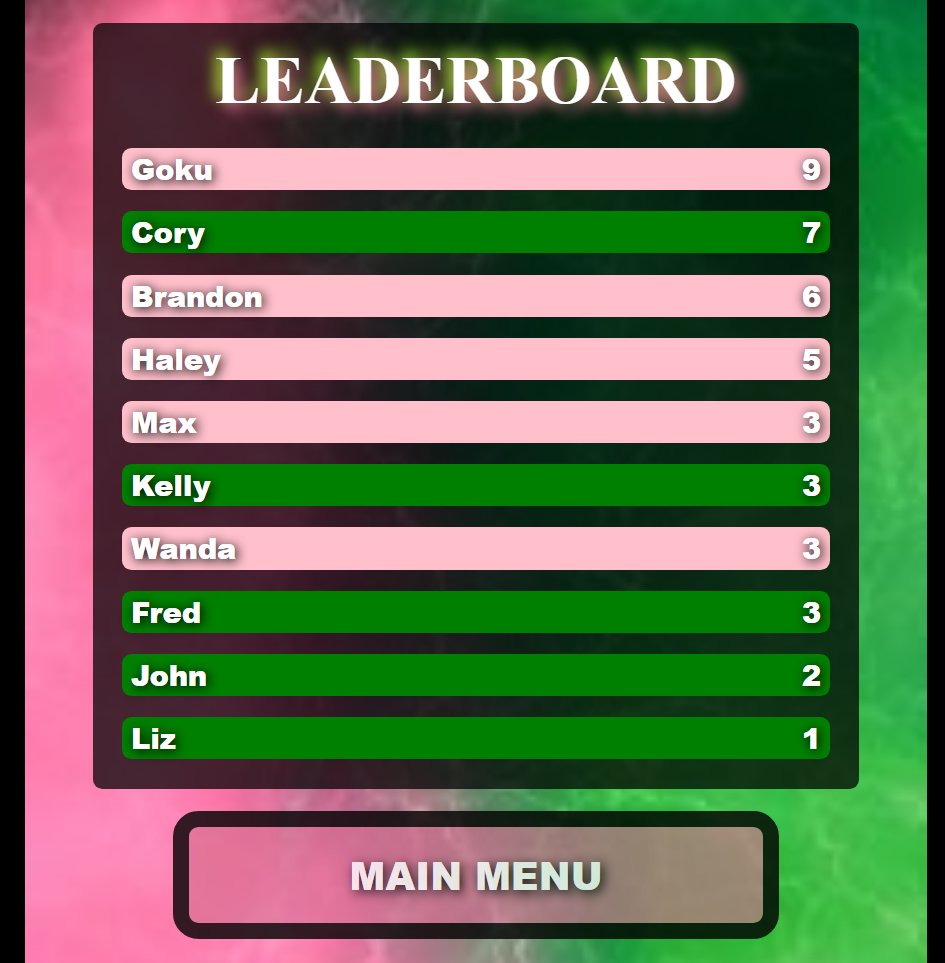 LEADERBOARD
Goku 9
Cory 7
Brandon 6
Haley 5
Max 3
Kelly 3
Wanda 3
Fred 3
John 2
Liz 1
MAIN MENU